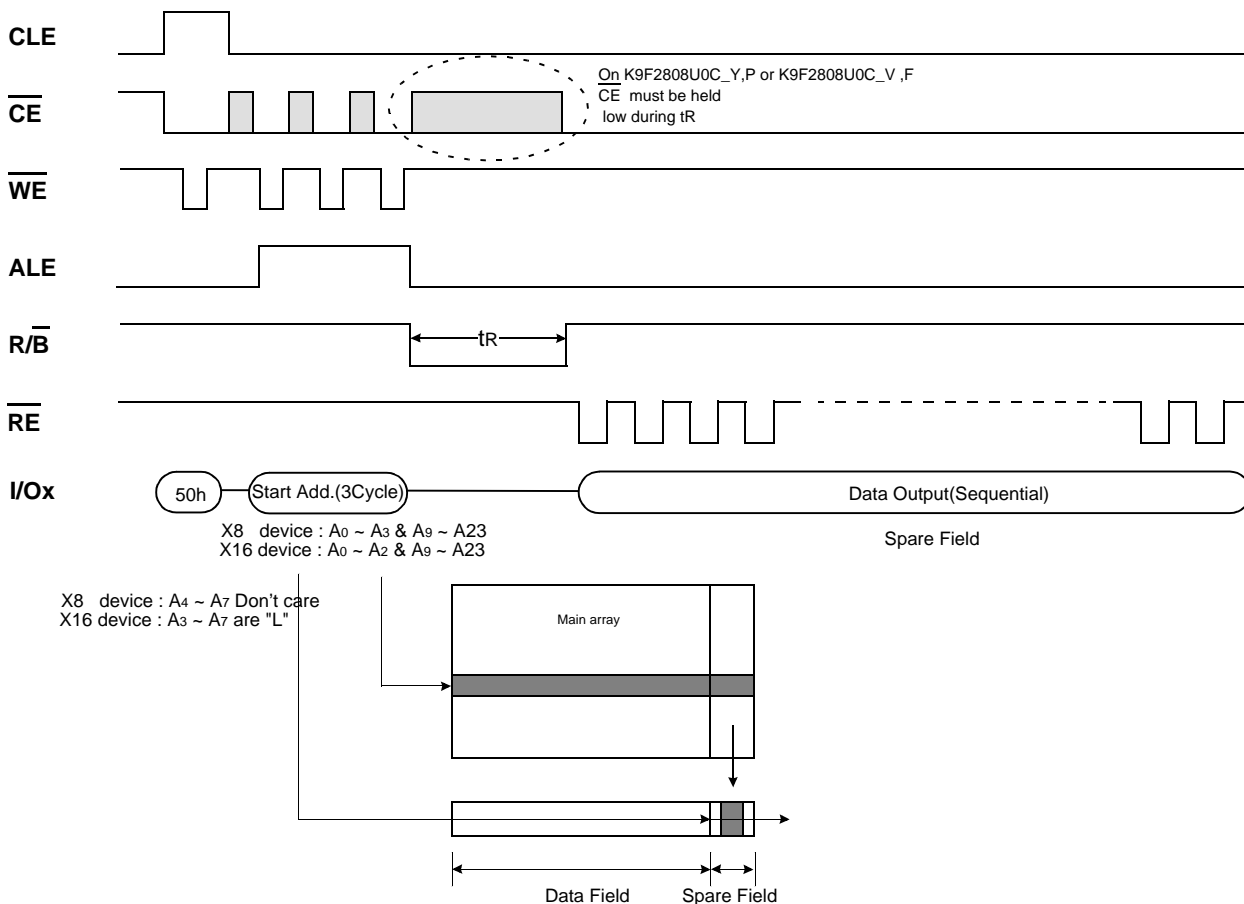 CLE
On K9F2808U0C_Y,P or K9F2808U0C_V ,F
CE must be held
low during tR
CE
WE
ALE
R/B
tR
RE
I/Ox
50h
Start Add.(3Cycle)
Data Output(Sequential)
X8 device : A0 ~ A3 & A9 ~ A23
X16 device : A0 ~ A2 & A9 ~ A23
Spare Field
X8 device : A4 ~ A7 Don't care
X16 device : A3 ~ A7 are "L"
Main array
Data Field
Spare Field